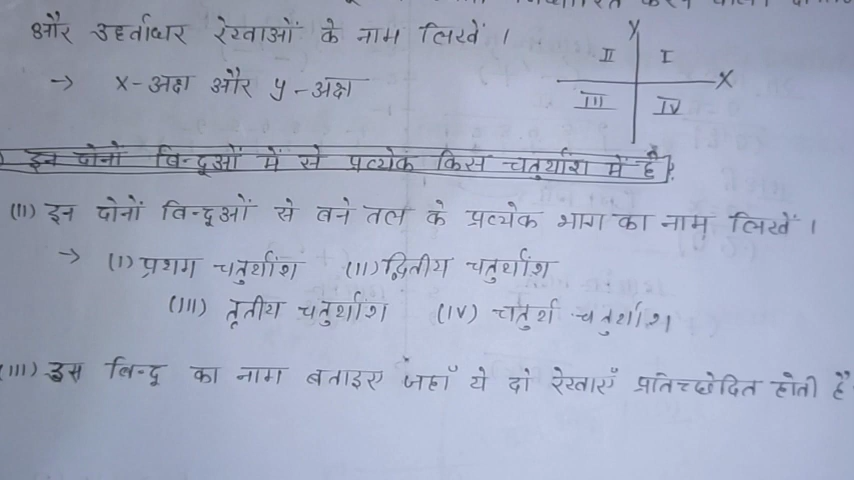 और उर्ध्वाधर रेखाओं के नाम लिखें।
→ x-अक्ष और y-अक्ष
Y
II I
X
III IV
इन दोनों बिन्दूओं में से प्रत्येक किस चतुर्थांश में है?
(II) इन दोनों बिन्दूओं से बने तल के प्रत्येक भाग का नाम लिखें।
→ (I) प्रथम चतुर्थांश (II) द्वितीय चतुर्थांश
(III) तृतीय चतुर्थांश (IV) चतुर्थ चतुर्थांश
(III) उस बिन्दू का नाम बताइए जहाँ ये दो रेखाएँ प्रतिच्छेदित होती है